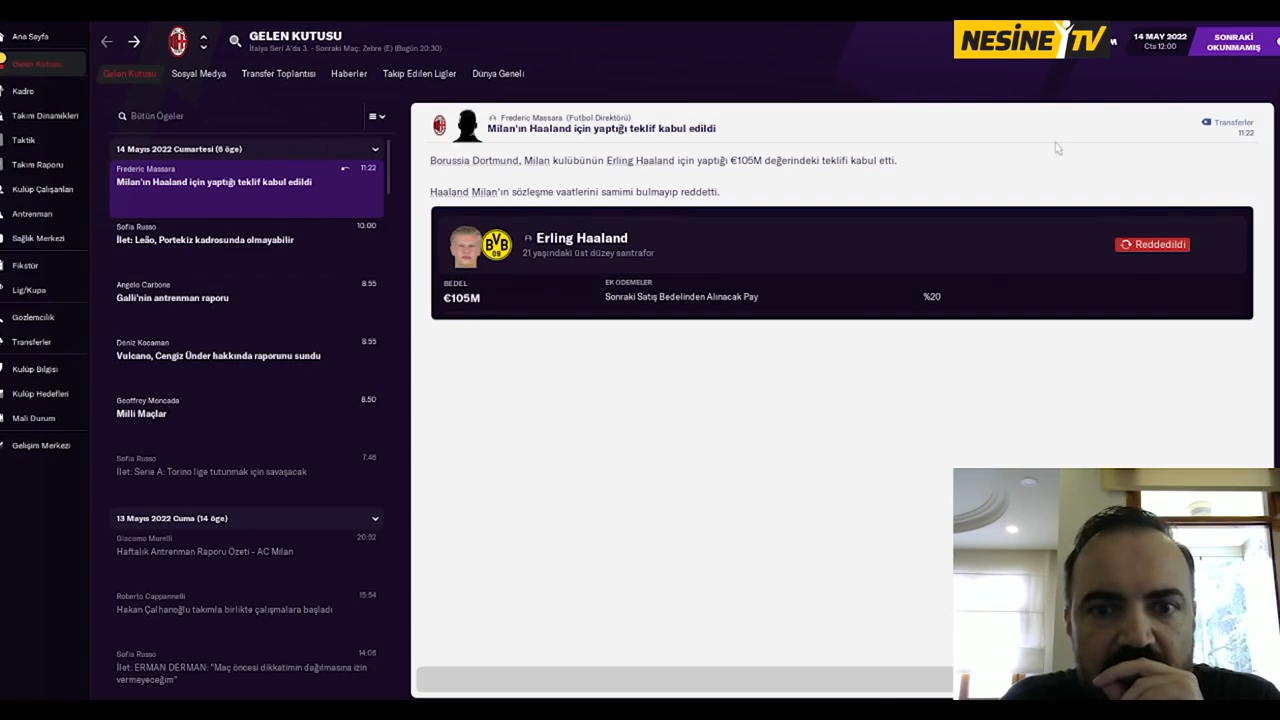 Ana Sayfa
Gelen Kutusu
Kadro
Takım Dinamikleri
Taktik
Takım Raporu
Kulüp Çalışanları
Antrenman
Sağlık Merkezi
Fikstür
Lig/Kupa
Gözlemcilik
Transferler
Kulüp Bilgisi
Kulüp Hedefleri
Mali Durum
Gelişim Merkezi
GELEN KUTUSU
İtalya Seri A'da 3. - Sonraki Maç: Zebre (E) (Bugün 20:30)
NESİNE TV
14 MAY 2022
Cts 12:00
SONRAKİ
OKUNMAMIŞ
Gelen Kutusu Sosyal Medya Transfer Toplantısı Haberler Takip Edilen Ligler Dünya Geneli
Bütün Ögeler
14 Mayıs 2022 Cumartesi (6 öge)
Frederic Massara 11:22
Milan'ın Haaland için yaptığı teklif kabul edildi
Sofia Russo 10:00
İlet: Leão, Portekiz kadrosunda olmayabilir
Angelo Carbone 8:55
Galli'nin antrenman raporu
Deniz Kocaman 8:55
Vulcano, Cengiz Ünder hakkında raporunu sundu
Geoffrey Moncada 8:50
Milli Maçlar
Sofia Russo 7:46
İlet: Serie A: Torino lige tutunmak için savaşacak
13 Mayıs 2022 Cuma (14 öge)
Giacomo Murelli 20:52
Haftalık Antrenman Raporu Özeti - AC Milan
Roberto Cappannelli 15:54
Hakan Çalhanoğlu takımla birlikte çalışmalara başladı
Sofia Russo 14:06
İlet: ERMAN DERMAN: "Maç öncesi dikkatimin dağılmasına izin
vermeyeceğim"
Frederic Massara (Futbol Direktörü)
Milan'ın Haaland için yaptığı teklif kabul edildi
Transferler
11:22
Borussia Dortmund, Milan kulübünün Erling Haaland için yaptığı €105M değerindeki teklifi kabul etti.
Haaland Milan'ın sözleşme vaatlerini samimi bulmayıp reddetti.
BVB
09
Erling Haaland
21 yaşındaki üst düzey santrafor
Reddedildi
BEDEL
€105M
EK ÖDEMELER
Sonraki Satış Bedelinden Alınacak Pay %20